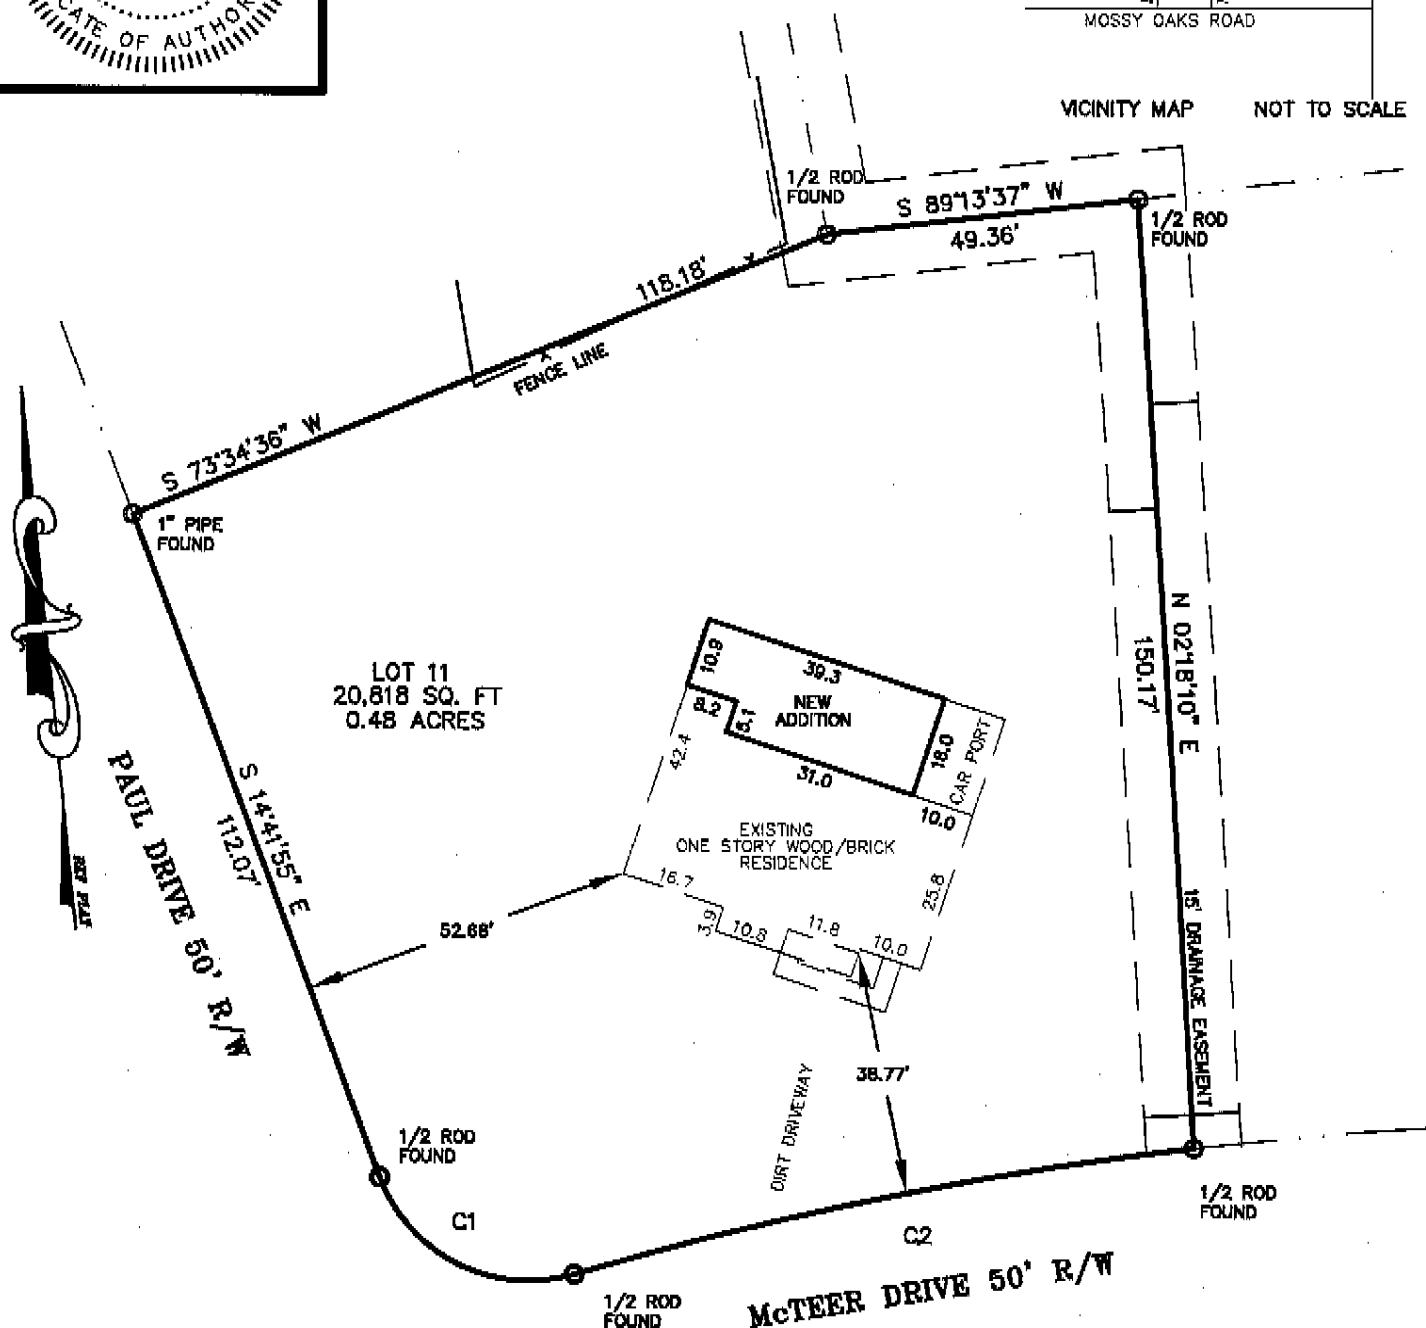 CATE OF AUTHOR
MOSSY OAKS ROAD
VICINITY MAP NOT TO SCALE
1/2 ROD
FOUND
S 89°13'37" W
49.36'
1/2 ROD
FOUND
118.18'
FENCE LINE
S 73°34'36" W
1" PIPE
FOUND
LOT 11
20,818 SQ. FT
0.48 ACRES
10.9
39.3
NEW
ADDITION
8.2
5.1
31.0
18.0
CAR PORT
10.0
42.4
EXISTING
ONE STORY WOOD/BRICK
RESIDENCE
16.7
3.9
10.8
11.8
10.0
25.8
N 02°18'10" E
150.17'
15' DRAINAGE EASEMENT
S 14°41'55" E
112.07'
PAUL DRIVE 50' R/W
REF PLAT
52.68'
38.77'
DIRT DRIVEWAY
1/2 ROD
FOUND
C1
C2
1/2 ROD
FOUND
1/2 ROD
FOUND
McTEER DRIVE 50' R/W